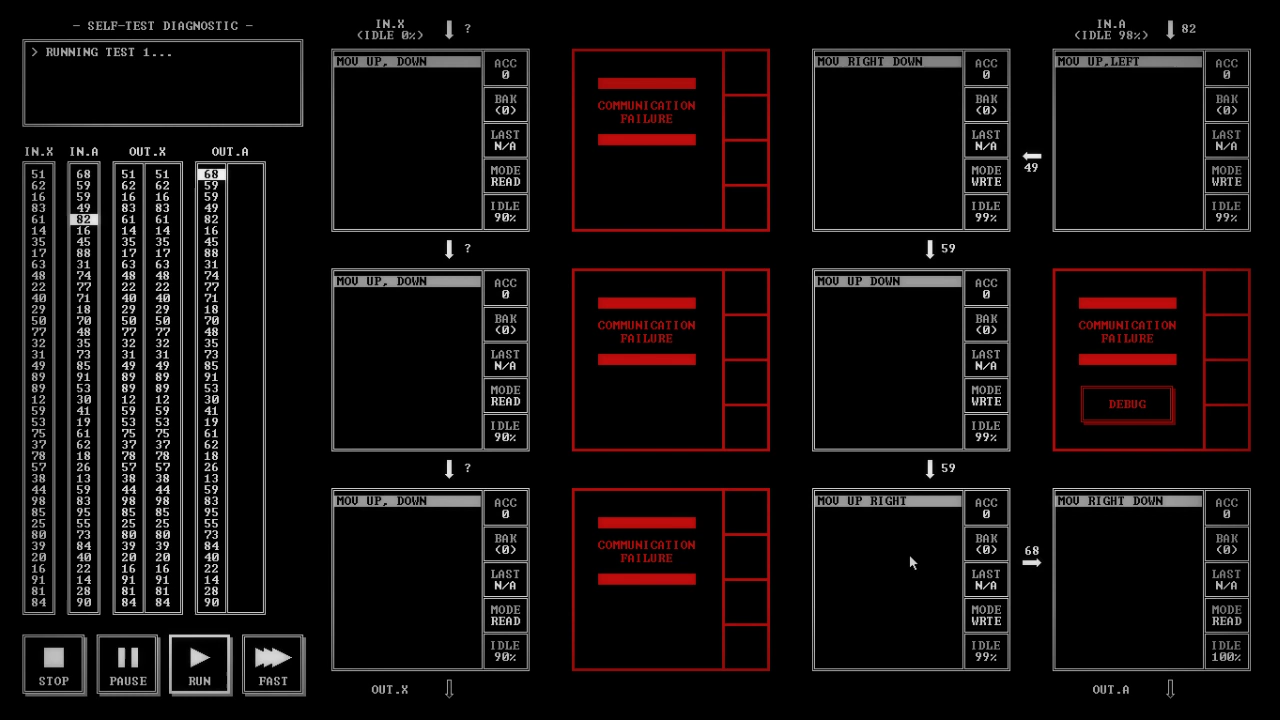 - SELF-TEST DIAGNOSTIC -
> RUNNING TEST 1...
IN.X IN.A OUT.X OUT.A
51 68 51 51 68
62 59 62 62 59
16 59 16 16 59
83 49 83 83 49
61 82 61 61 82
14 16 14 14 16
35 45 35 35 45
17 88 17 17 88
63 31 63 63 31
48 74 48 48 74
22 77 22 22 77
40 71 40 40 71
29 18 29 29 18
50 70 50 50 70
77 48 77 77 48
32 35 32 32 35
31 73 31 31 73
49 85 49 49 85
89 91 89 89 91
89 53 89 89 53
12 30 12 12 30
59 41 59 59 41
53 19 53 53 19
75 61 75 75 61
37 62 37 37 62
78 18 78 78 18
57 26 57 57 26
38 13 38 38 13
44 59 44 44 59
98 83 98 98 83
85 95 85 85 95
25 55 25 25 55
80 73 80 80 73
39 84 39 39 84
20 40 20 20 40
16 22 16 16 22
91 14 91 91 14
81 28 81 81 28
84 90 84 84 90
STOP
PAUSE
RUN
FAST
IN.X
(IDLE 0%)
?
IN.A
(IDLE 98%)
82
MOV UP, DOWN
ACC
0
BAK
(0)
LAST
N/A
MODE
READ
IDLE
90%
COMMUNICATION
FAILURE
MOV RIGHT DOWN
ACC
0
BAK
(0)
LAST
N/A
MODE
WRTE
IDLE
99%
49
MOV UP,LEFT
ACC
0
BAK
(0)
LAST
N/A
MODE
WRTE
IDLE
99%
?
59
MOV UP, DOWN
ACC
0
BAK
(0)
LAST
N/A
MODE
READ
IDLE
90%
COMMUNICATION
FAILURE
MOV UP DOWN
ACC
0
BAK
(0)
LAST
N/A
MODE
WRTE
IDLE
99%
COMMUNICATION
FAILURE
DEBUG
?
59
MOV UP, DOWN
ACC
0
BAK
(0)
LAST
N/A
MODE
READ
IDLE
90%
COMMUNICATION
FAILURE
MOV UP RIGHT
ACC
0
BAK
(0)
LAST
N/A
MODE
WRTE
IDLE
99%
68
MOV RIGHT DOWN
ACC
0
BAK
(0)
LAST
N/A
MODE
READ
IDLE
100%
OUT.X
OUT.A